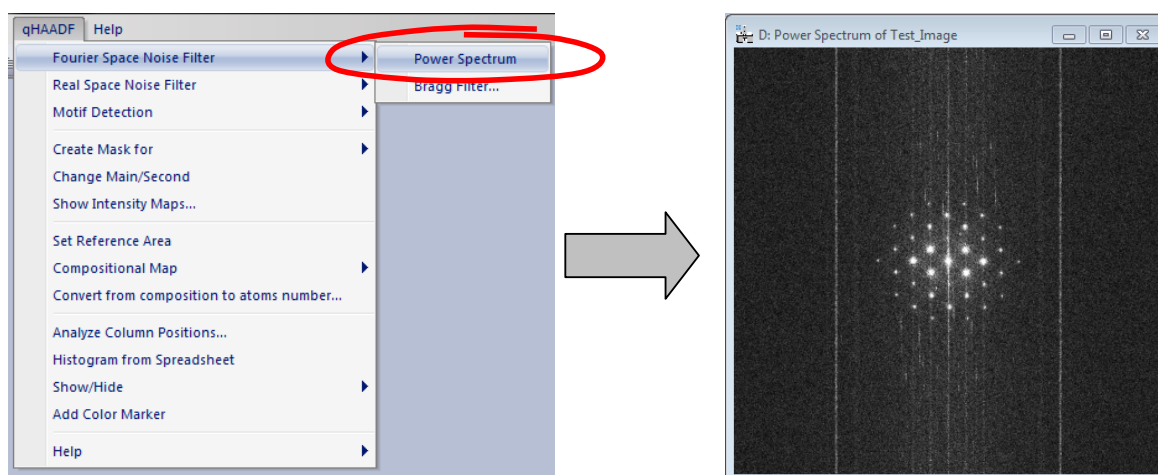 qHAADF Help
Fourier Space Noise Filter
Real Space Noise Filter
Motif Detection
Create Mask for
Change Main/Second
Show Intensity Maps...
Set Reference Area
Compositional Map
Convert from composition to atoms number...
Analyze Column Positions...
Histogram from Spreadsheet
Show/Hide
Add Color Marker
Help
Power Spectrum
Bragg Filter...
D: Power Spectrum of Test_Image